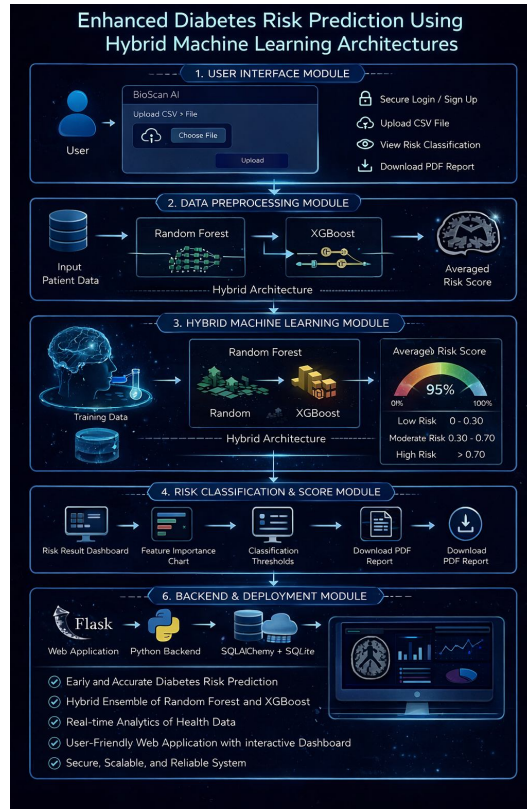 Enhanced Diabetes Risk Prediction Using
Hybrid Machine Learning Architectures
1. USER INTERFACE MODULE
User
BioScan AI
Upload CSV > File
Choose File
Upload
Secure Login / Sign Up
Upload CSV File
View Risk Classification
Download PDF Report
2. DATA PREPROCESSING MODULE
Input
Patient Data
Random Forest
XGBoost
Hybrid Architecture
Averaged
Risk Score
3. HYBRID MACHINE LEARNING MODULE
Training Data
Random Forest
Random
XGBoost
Hybrid Architecture
Risk Score
95%
0!%
100%
Low Risk 0 - 0.30
Moderate Risk 0.30 - 0.70
High Risk > 0.70
4. RISK CLASSIFICATION & SCORE MODULE
Risk Result Dashboard
Feature Importance
Chart
Classification
Thresholds
Download PDF
Report
Download
PDF Report
6. BACKEND & DEPLOYMENT MODULE
Flask
Web Application
Python Backend
SQLAlChemy + SQLite
Early and Accurate Diabetes Risk Prediction
Hybrid Ensemble of Random Forest and XGBoost
Real-time Analytics of Health Data
User-Friendly Web Application with interactive Dashboard
Secure, Scalable, and Reliable System